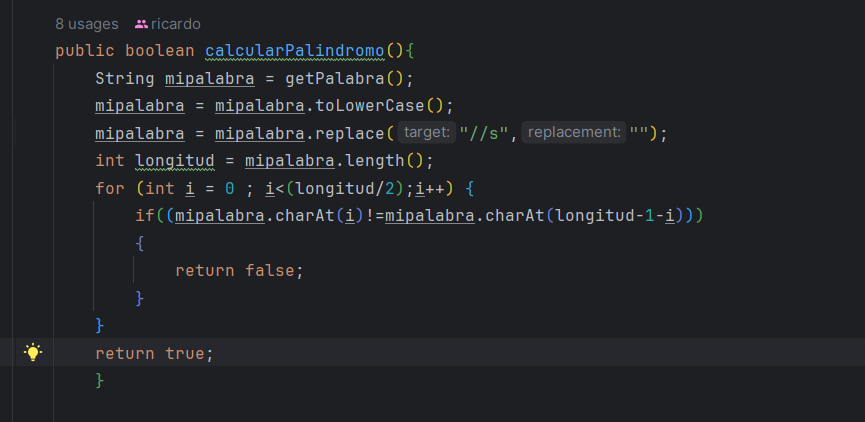 8 usages ricardo
public boolean calcularPalindromo(){
String mipalabra = getPalabra();
mipalabra = mipalabra.toLowerCase();
mipalabra = mipalabra.replace( target: "//s", replacement: "");
int longitud = mipalabra.length();
for (int i = 0 ; i<(longitud/2);i++) {
if((mipalabra.charAt(i)!=mipalabra.charAt(longitud-1-i)))
{
return false;
}
}
return true;
}